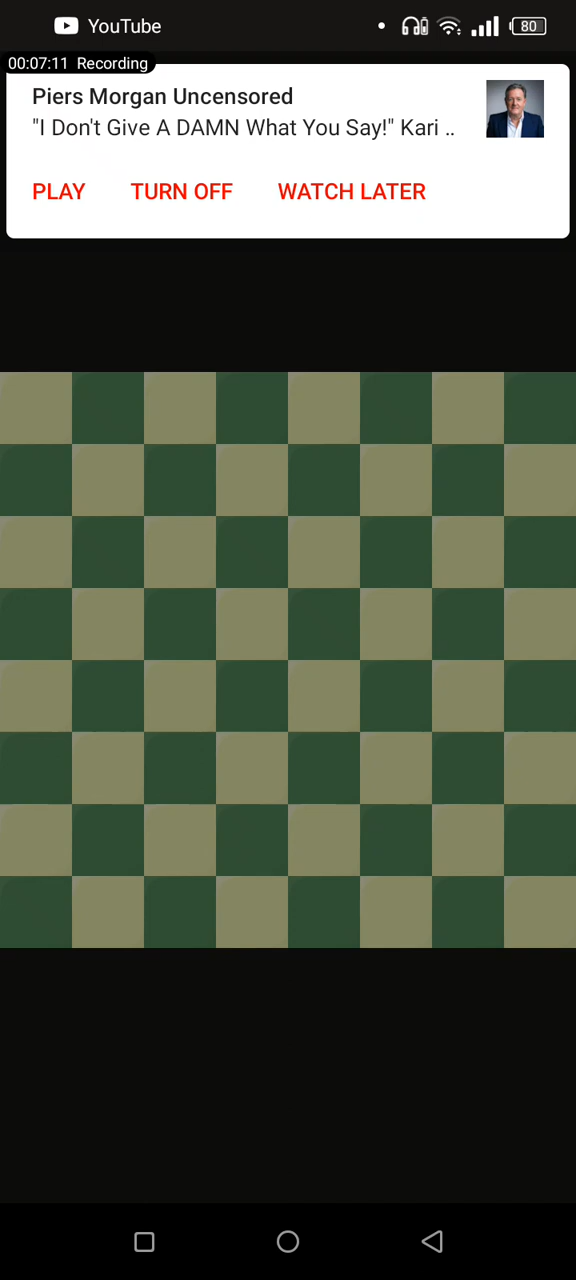 YouTube
80
00:07:11 Recording
Piers Morgan Uncensored
"I Don't Give A DAMN What You Say!" Kari ..
PLAY TURN OFF WATCH LATER